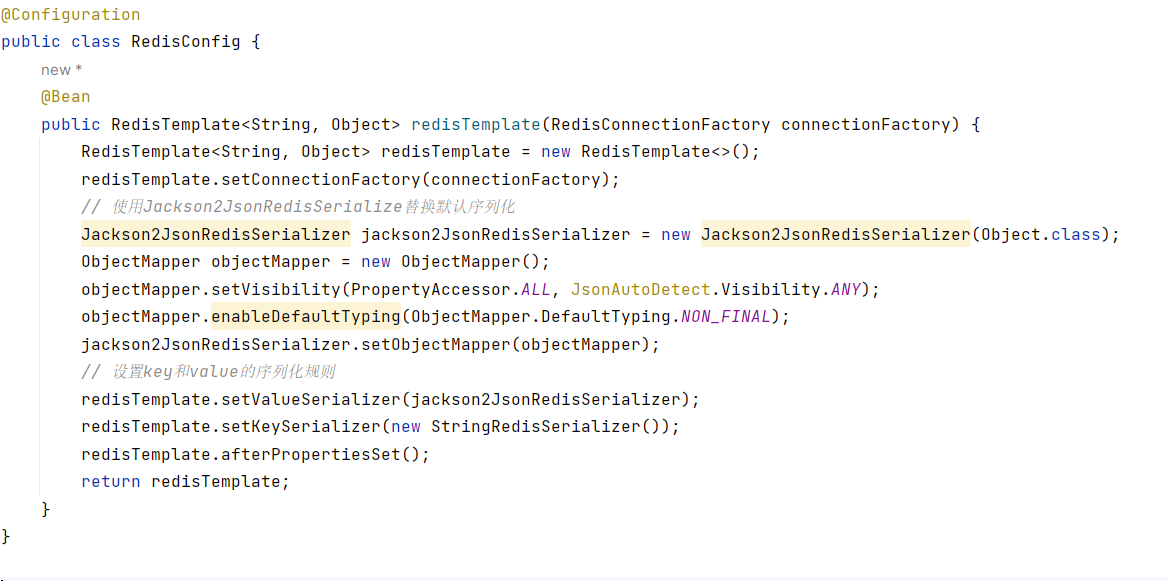 @Configuration
public class RedisConfig {
new *
@Bean
public RedisTemplate<String, Object> redisTemplate(RedisConnectionFactory connectionFactory) {
RedisTemplate<String, Object> redisTemplate = new RedisTemplate<>();
redisTemplate.setConnectionFactory(connectionFactory);
// 使用Jackson2JsonRedisSerialize替换默认序列化
Jackson2JsonRedisSerializer jackson2JsonRedisSerializer = new Jackson2JsonRedisSerializer(Object.class);
ObjectMapper objectMapper = new ObjectMapper();
objectMapper.setVisibility(PropertyAccessor.ALL, JsonAutoDetect.Visibility.ANY);
objectMapper.enableDefaultTyping(ObjectMapper.DefaultTyping.NON_FINAL);
jackson2JsonRedisSerializer.setObjectMapper(objectMapper);
// 设置key和value的序列化规则
redisTemplate.setValueSerializer(jackson2JsonRedisSerializer);
redisTemplate.setKeySerializer(new StringRedisSerializer());
redisTemplate.afterPropertiesSet();
return redisTemplate;
}
}